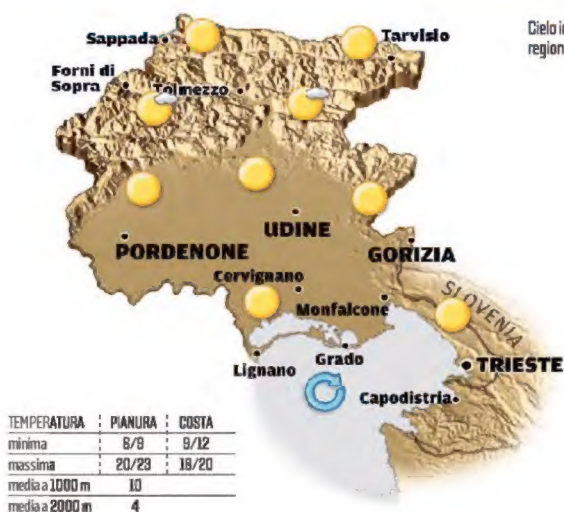 Cielo
region
Sappada
Tarvisio
Forni di
Sopra
Tolmezzo
UDINE
PORDENONE
GORIZIA
Cervignano
Monfalcone
SLOVENIA
Lignano
Grado
TRIESTE
Capodistria
TEMPERATURA PIANURA COSTA
minima 6/9 9/12
massima 20/23 18/20
media a 1000 m 10
media a 2000 m 4